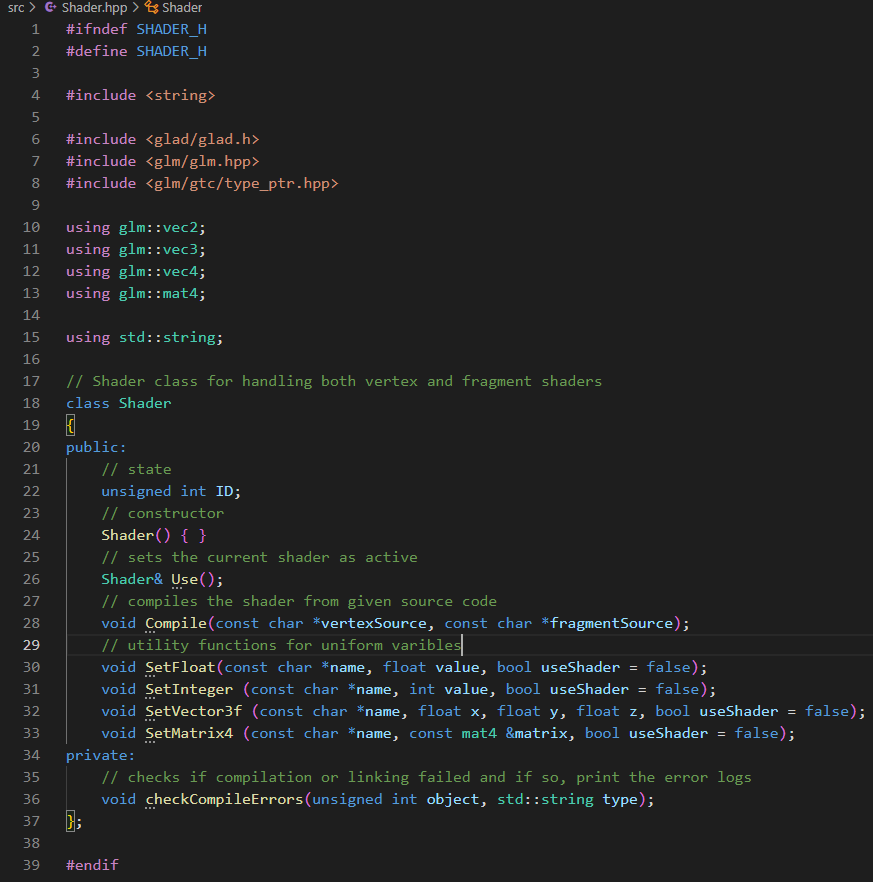 src > Shader.hpp > Shader
1 #ifndef SHADER_H
2 #define SHADER_H
3
4 #include <string>
5
6 #include <glad/glad.h>
7 #include <glm/glm.hpp>
8 #include <glm/gtc/type_ptr.hpp>
9
10 using glm::vec2;
11 using glm::vec3;
12 using glm::vec4;
13 using glm::mat4;
14
15 using std::string;
16
17 // Shader class for handling both vertex and fragment shaders
18 class Shader
19 {
20 public:
21     // state
22     unsigned int ID;
23     // constructor
24     Shader() { }
25     // sets the current shader as active
26     Shader& Use();
27     // compiles the shader from given source code
28     void Compile(const char *vertexSource, const char *fragmentSource);
29     // utility functions for uniform varibles
30     void SetFloat(const char *name, float value, bool useShader = false);
31     void SetInteger (const char *name, int value, bool useShader = false);
32     void SetVector3f (const char *name, float x, float y, float z, bool useShader = false);
33     void SetMatrix4 (const char *name, const mat4 &matrix, bool useShader = false);
34 private:
35     // checks if compilation or linking failed and if so, print the error logs
36     void checkCompileErrors(unsigned int object, std::string type);
37 };
38
39 #endif